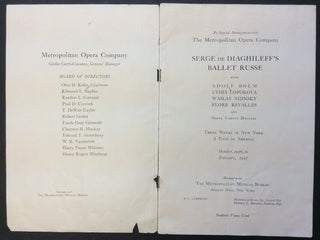 Metropolitan Opera Company
Giulio Gatti-Casazza, General Manager
BOARD OF DIRECTORS
Otto H. Kahn, Chairman
Edmund L. Baylies
Rawlins L. Cottenet
Paul D. Cravath
T. DeWitt Cuyler
Robert Goelet
Frank Gray Griswold
Clarence H. Mackay
Edward T. Stotesbury
W. K. Vanderbilt
Harry Payne Whitney
Henry Rogers Winthrop
By Special Arrangement with
The Metropolitan Opera Company
SERGE DE DIAGHILEFF'S
BALLET RUSSE
WITH
ADOLF BOLM
LYDIA LOPOKOVA
WASLAV NIJINSKY
FLORE REVALLES
AND
Other Famous Dancers
Three Weeks in New York
A Tour of America
October, 1916, to
February, 1917
Management
The Metropolitan Musical Bureau
Aeolian Hall, New York
Souvenir Piano Used